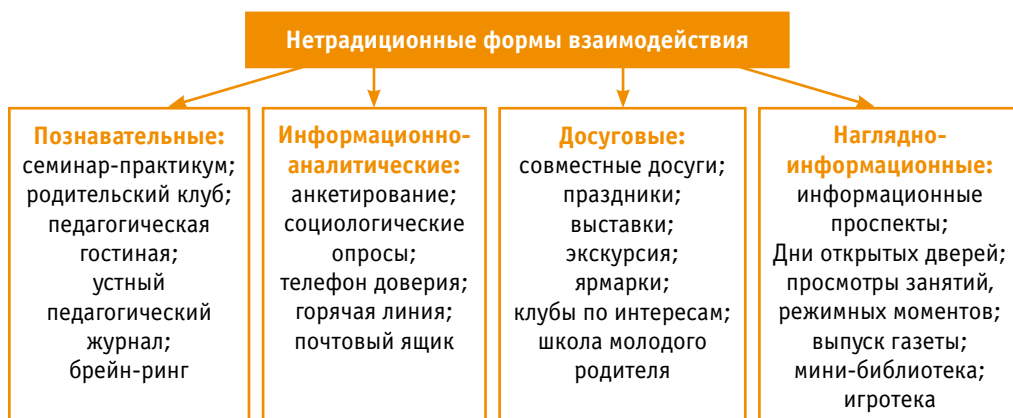 Нетрадиционные формы взаимодействия
Познавательные:
семинар-практикум;
родительский клуб;
педагогическая
гостиная;
устный
педагогический
журнал;
брейн-ринг
Информационно-
аналитические:
анкетирование;
социологические
опросы;
телефон доверия;
горячая линия;
почтовый ящик
Досуговые:
совместные досуги;
праздники;
выставки;
экскурсия;
ярмарки;
клубы по интересам;
школа молодого
родителя
Наглядно-
информационные:
информационные
проспекты;
Дни открытых дверей;
просмотры занятий,
режимных моментов;
выпуск газеты;
мини-библиотека;
игротека